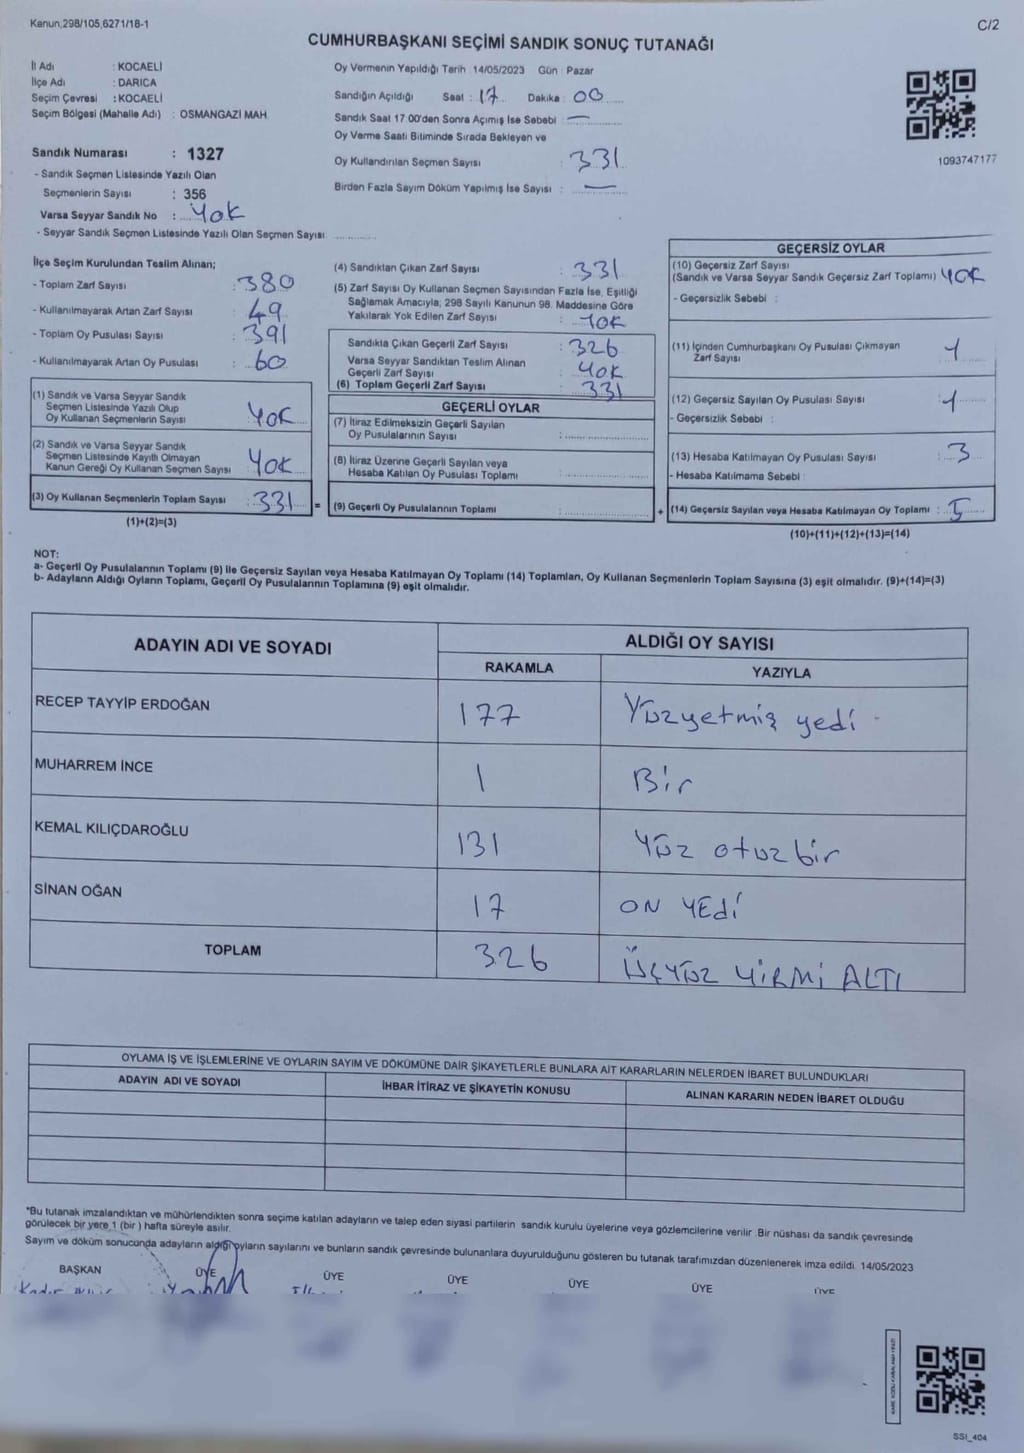 Kanun;298/105,6271/18-1
C/2
CUMHURBAŞKANI SEÇİMİ SANDIK SONUÇ TUTANAĞI
İl Adı : KOCAELİ
İlçe Adı : DARICA
Seçim Çevresi : KOCAELİ
Seçim Bölgesi (Mahalle Adı) : OSMANGAZİ MAH.
Sandık Numarası : 1327
- Sandık Seçmen Listesinde Yazılı Olan
Seçmenlerin Sayısı : 356
Varsa Seyyar Sandık No : YOK
- Seyyar Sandık Seçmen Listesinde Yazılı Olan Seçmen Sayısı
Oy Vermenin Yapıldığı Tarih : 14/05/2023 Gün : Pazar
Sandığın Açıldığı Saat : 17 Dakika : 00
Sandık Saat 17.00'den Sonra Açımış İse Sebebi : —
Oy Verme Saati Bitiminde Sırada Bekleyen ve
Oy Kullandırılan Seçmen Sayısı : 331
Birden Fazla Sayım Döküm Yapılmış İse Sayısı : —
1093747177
İlçe Seçim Kurulundan Teslim Alınan;
- Toplam Zarf Sayısı : 380
- Kullanılmayarak Artan Zarf Sayısı : 49
- Toplam Oy Pusulası Sayısı : 391
- Kullanılmayarak Artan Oy Pusulası : 60
(1) Sandık ve Varsa Seyyar Sandık
Seçmen Listesinde Yazılı Olup
Oy Kullanan Seçmenlerin Sayısı : YOK
(2) Sandık ve Varsa Seyyar Sandık
Seçmen Listesinde Kayıtlı Olmayan
Kanun Gereği Oy Kullanan Seçmen Sayısı : YOK
(3) Oy Kullanan Seçmenlerin Toplam Sayısı : 331
(1)+(2)=(3)
=
(4) Sandıktan Çıkan Zarf Sayısı : 331
(5) Zarf Sayısı Oy Kullanan Seçmen Sayısından Fazla İse, Eşitliği
Sağlamak Amacıyla; 298 Sayılı Kanunun 98. Maddesine Göre
Yakılarak Yok Edilen Zarf Sayısı : YOK
Sandıkta Çıkan Geçerli Zarf Sayısı : 326
Varsa Seyyar Sandıktan Teslim Alınan
Geçerli Zarf Sayısı : YOK
(6) Toplam Geçerli Zarf Sayısı : 331
GEÇERLİ OYLAR
(7) İtiraz Edilmeksizin Geçerli Sayılan
Oy Pusulalarının Sayısı :
(8) İtiraz Üzerine Geçerli Sayılan veya
Hesaba Katılan Oy Pusulası Toplamı :
(9) Geçerli Oy Pusulalarının Toplamı :
+
GEÇERSİZ OYLAR
(10) Geçersiz Zarf Sayısı
(Sandık ve Varsa Seyyar Sandık Geçersiz Zarf Toplamı) YOK
- Geçersizlik Sebebi :
(11) İçinden Cumhurbaşkanı Oy Pusulası Çıkmayan
Zarf Sayısı : 1
(12) Geçersiz Sayılan Oy Pusulası Sayısı : 1
- Geçersizlik Sebebi :
(13) Hesaba Katılmayan Oy Pusulası Sayısı : 3
- Hesaba Katılmama Sebebi :
(14) Geçersiz Sayılan veya Hesaba Katılmayan Oy Toplamı : 5
(10)+(11)+(12)+(13)=(14)
NOT:
a- Geçerli Oy Pusulalarının Toplamı (9) ile Geçersiz Sayılan veya Hesaba Katılmayan Oy Toplamı (14) Toplamları, Oy Kullanan Seçmenlerin Toplam Sayısına (3) eşit olmalıdır. (9)+(14)=(3)
b- Adayların Aldığı Oyların Toplamı, Geçerli Oy Pusulalarının Toplamına (9) eşit olmalıdır.
ADAYIN ADI VE SOYADI
ALDIĞI OY SAYISI
RAKAMLA YAZIYLA
RECEP TAYYİP ERDOĞAN 177 Yüzyetmiş yedi
MUHARREM İNCE 1 Bir
KEMAL KILIÇDAROĞLU 131 Yüz otuz bir
SİNAN OĞAN 17 ON YEDİ
TOPLAM 326 ÜÇYÜZ YİRMİ ALTI
OYLAMA İŞ VE İŞLEMLERİNE VE OYLARIN SAYIM VE DÖKÜMÜNE DAİR ŞİKAYETLERLE BUNLARA AİT KARARLARIN NELERDEN İBARET BULUNDUKLARI
ADAYIN ADI VE SOYADI İHBAR İTİRAZ VE ŞİKAYETİN KONUSU ALINAN KARARIN NEDEN İBARET OLDUĞU
*Bu tutanak imzalandıktan ve mühürlendikten sonra seçime katılan adayların ve talep eden siyasi partilerin sandık kurulu üyelerine veya gözlemcilerine verilir. Bir nüshası da sandık çevresinde
görülecek bir yere 1 (bir) hafta süreyle asılır.
Sayım ve döküm sonucunda adayların aldığı oyların sayılarını ve bunların sandık çevresinde bulunanlara duyurulduğunu gösteren bu tutanak tarafımızdan düzenlenerek imza edildi. 14/05/2023
BAŞKAN ÜYE ÜYE ÜYE ÜYE ÜYE ÜYE
SSI_404